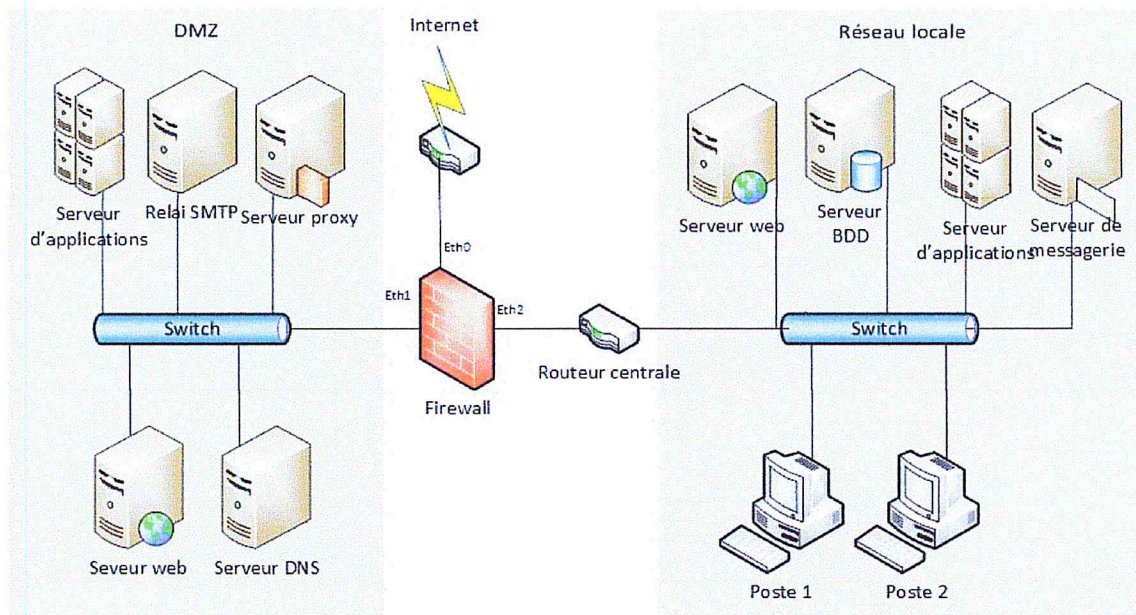 DMZ
Internet
Réseau locale
Serveur
d'applications
Relai SMTP
Serveur proxy
Serveur web
Serveur
BDD
Serveur
d'applications
Serveur de
messagerie
Eth0
Eth1
Eth2
Switch
Firewall
Routeur centrale
Switch
Seveur web
Serveur DNS
Poste 1
Poste 2